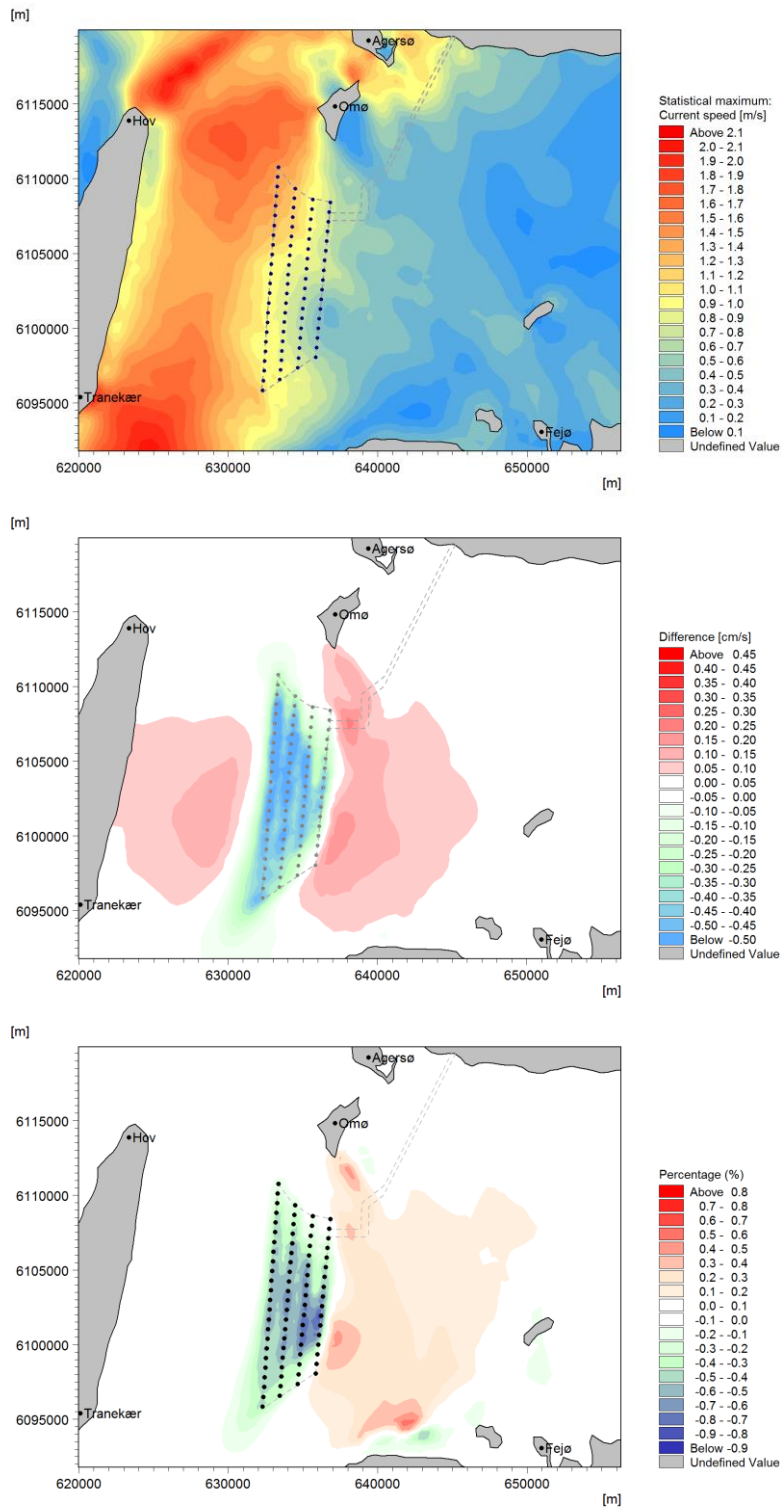 [m]
Agersø
6115000
Omø
Hov
6110000
6105000
6100000
6095000
Tranekær
Fejø
620000 630000 640000 650000
[m]
Statistical maximum:
Current speed [m/s]
Above 2.1
2.0 - 2.1
1.9 - 2.0
1.8 - 1.9
1.7 - 1.8
1.6 - 1.7
1.5 - 1.6
1.4 - 1.5
1.3 - 1.4
1.2 - 1.3
1.1 - 1.2
1.0 - 1.1
0.9 - 1.0
0.8 - 0.9
0.7 - 0.8
0.6 - 0.7
0.5 - 0.6
0.4 - 0.5
0.3 - 0.4
0.2 - 0.3
0.1 - 0.2
Below 0.1
Undefined Value
[m]
Agersø
6115000
Omø
Hov
6110000
6105000
6100000
6095000
Tranekær
Fejø
620000 630000 640000 650000
[m]
Difference [cm/s]
Above 0.45
0.40 - 0.45
0.35 - 0.40
0.30 - 0.35
0.25 - 0.30
0.20 - 0.25
0.15 - 0.20
0.10 - 0.15
0.05 - 0.10
0.00 - 0.05
-0.05 - 0.00
-0.10 - -0.05
-0.15 - -0.10
-0.20 - -0.15
-0.25 - -0.20
-0.30 - -0.25
-0.35 - -0.30
-0.40 - -0.35
-0.45 - -0.40
-0.50 - -0.45
Below -0.50
Undefined Value
[m]
Agersø
6115000
Omø
Hov
6110000
6105000
6100000
6095000
Tranekær
Fejø
620000 630000 640000 650000
[m]
Percentage (%)
Above 0.8
0.7 - 0.8
0.6 - 0.7
0.5 - 0.6
0.4 - 0.5
0.3 - 0.4
0.2 - 0.3
0.1 - 0.2
0.0 - 0.1
-0.1 - 0.0
-0.2 - -0.1
-0.3 - -0.2
-0.4 - -0.3
-0.5 - -0.4
-0.6 - -0.5
-0.7 - -0.6
-0.8 - -0.7
-0.9 - -0.8
Below -0.9
Undefined Value